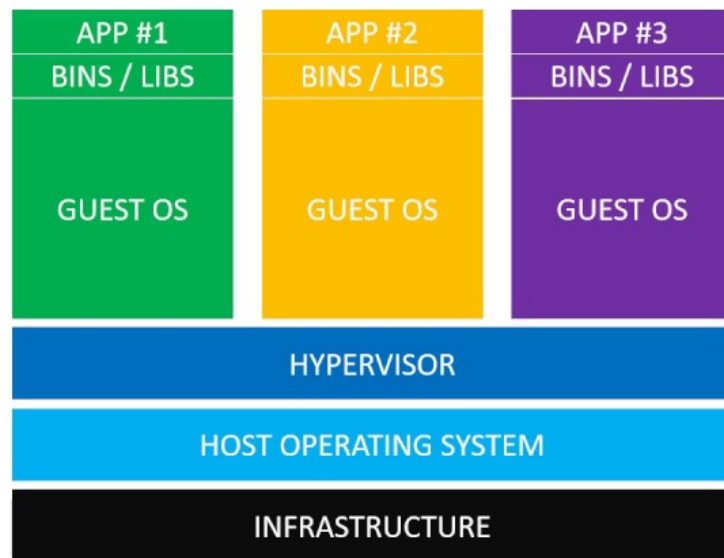 APP #1
BINS / LIBS
GUEST OS
APP #2
BINS / LIBS
GUEST OS
APP #3
BINS / LIBS
GUEST OS
HYPERVISOR
HOST OPERATING SYSTEM
INFRASTRUCTURE